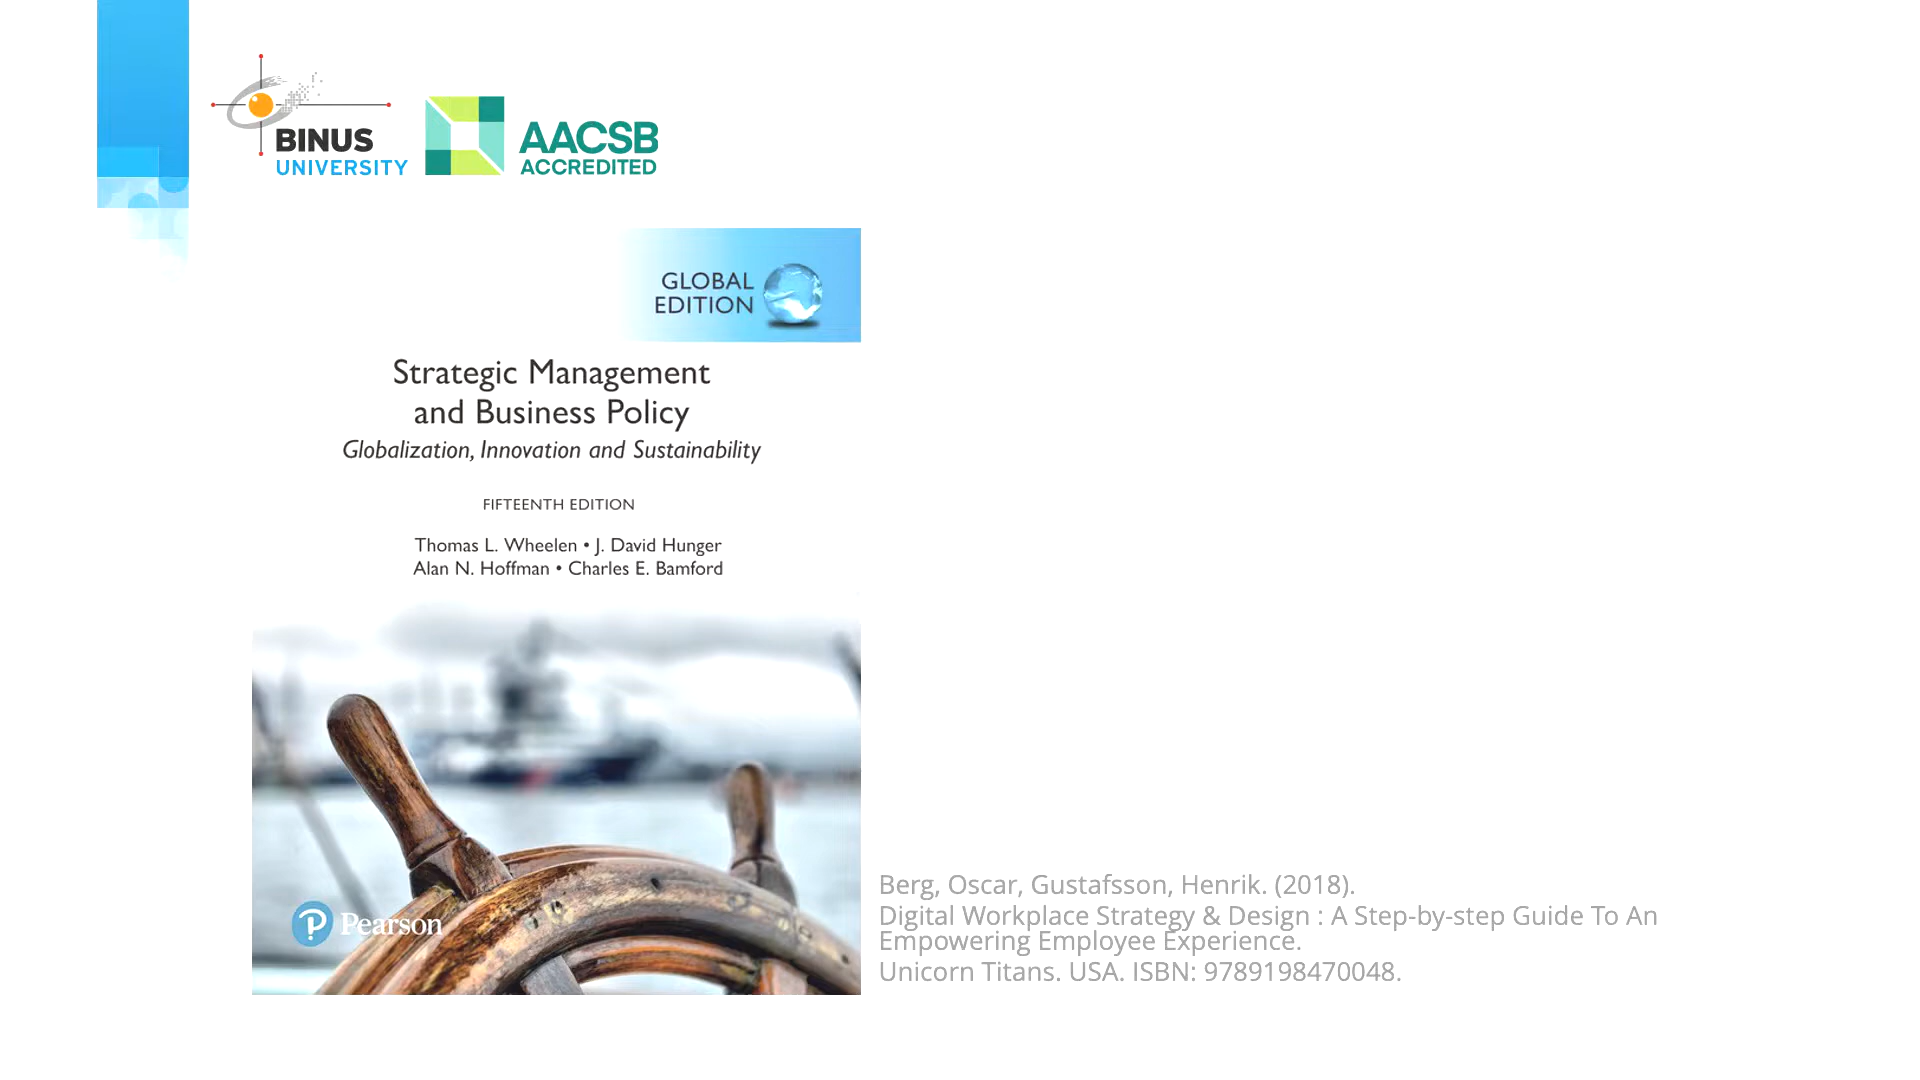 BINUS
UNIVERSITY
AACSB
ACCREDITED
GLOBAL
EDITION
Strategic Management
and Business Policy
Globalization, Innovation and Sustainability
FIFTEENTH EDITION
Thomas L. Wheelen • J. David Hunger
Alan N. Hoffman • Charles E. Bamford
Pearson
Berg, Oscar, Gustafsson, Henrik. (2018).
Digital Workplace Strategy & Design : A Step-by-step Guide To An
Empowering Employee Experience.
Unicorn Titans. USA. ISBN: 9789198470048.